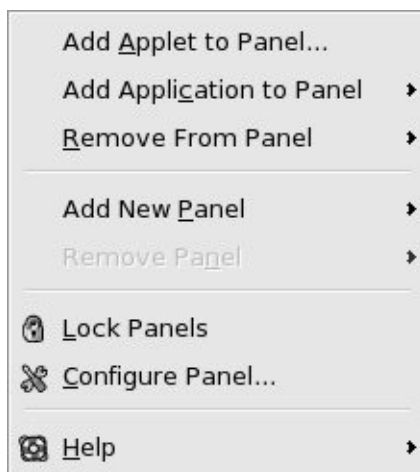 Add Applet to Panel...
Add Application to Panel
Remove From Panel
Add New Panel
Remove Panel
Lock Panels
Configure Panel...
Help